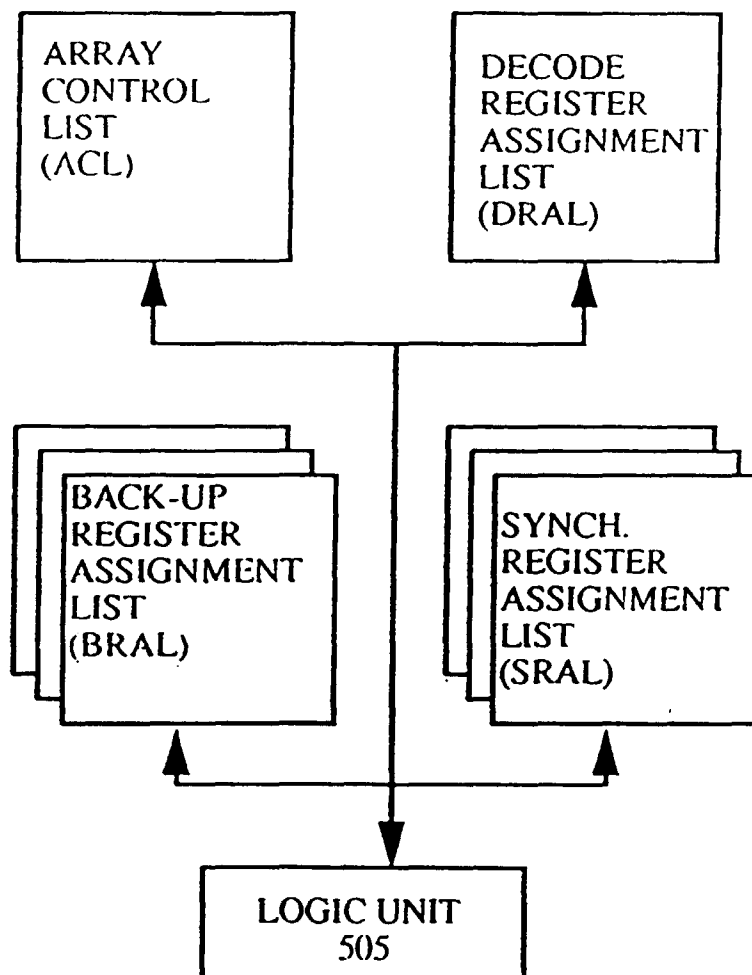 ARRAY
CONTROL
LIST
(ACL)
DECODE
REGISTER
ASSIGNMENT
LIST
(DRAL)
BACK-UP
REGISTER
ASSIGNMENT
LIST
(BRAL)
SYNCH.
REGISTER
ASSIGNMENT
LIST
(SRAL)
LOGIC UNIT
505